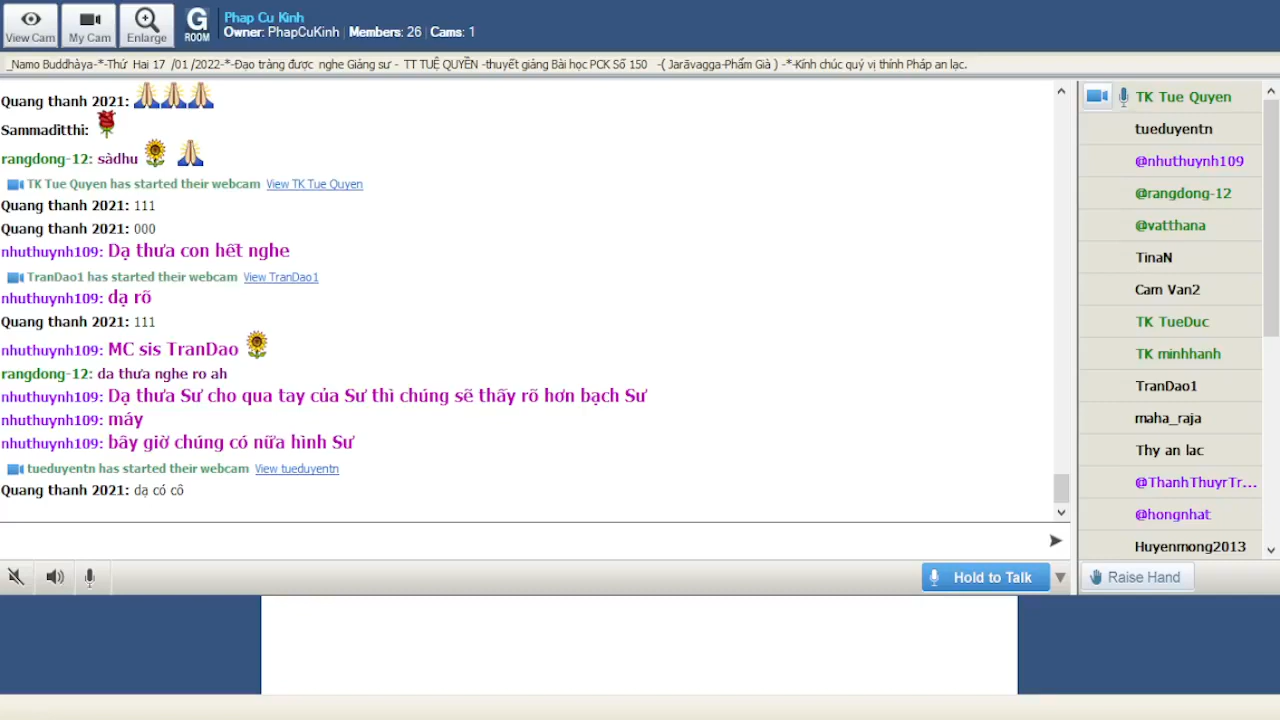 View Cam
My Cam
Enlarge
G
ROOM
Phap Cu Kinh
Owner: PhapCuKinh | Members: 26 | Cams: 1
_Namo Buddhàya-*-Thứ Hai 17 /01 /2022-*-Đạo tràng được nghe Giảng sư - TT TUỆ QUYỀN -thuyết giảng Bài học PCK Số 150 -( Jarāvagga-Phẩm Già ) -*-Kính chúc quý vị thính Pháp an lạc.
Quang thanh 2021:
Sammaditthi:
rangdong-12: sàdhu
TK Tue Quyen has started their webcam View TK Tue Quyen
Quang thanh 2021: 111
Quang thanh 2021: 000
nhuthuynh109: Dạ thưa con hết nghe
TranDao1 has started their webcam View TranDao1
nhuthuynh109: dạ rõ
Quang thanh 2021: 111
nhuthuynh109: MC sis TranDao
rangdong-12: da thưa nghe ro ah
nhuthuynh109: Dạ thưa Sư cho qua tay của Sư thì chúng sẽ thấy rõ hơn bạch Sư
nhuthuynh109: máy
nhuthuynh109: bây giờ chúng có nữa hình Sư
tueduyentn has started their webcam View tueduyentn
Quang thanh 2021: dạ có cô
TK Tue Quyen
tueduyentn
@nhuthuynh109
@rangdong-12
@vatthana
TinaN
Cam Van2
TK TueDuc
TK minhhanh
TranDao1
maha_raja
Thy an lac
@ThanhThuyrTr...
@hongnhat
Huyenmong2013
Hold to Talk
Raise Hand